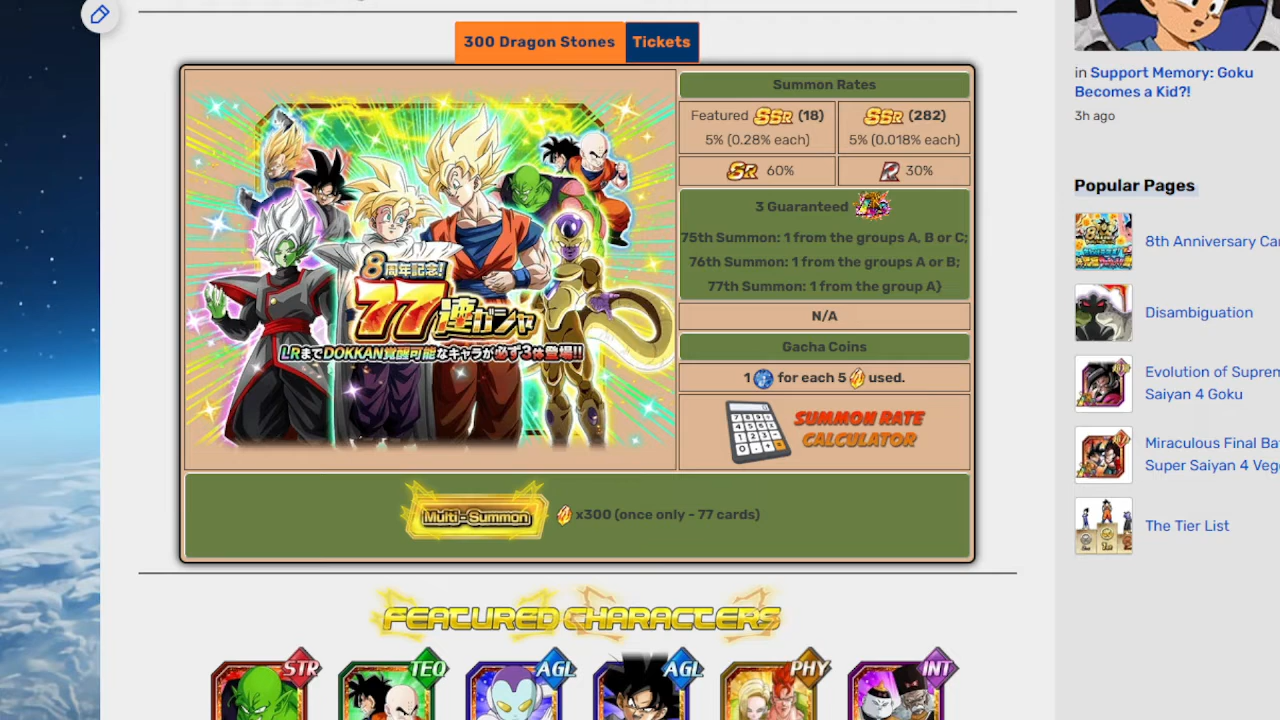 300 Dragon Stones
Tickets
8周年記念!
77連ガシャ
LRまでDOKKAN覚醒可能なキャラが必ず3体登場!!
Summon Rates
Featured SSR (18)
5% (0.28% each)
SSR (282)
5% (0.018% each)
SR 60%
R 30%
3 Guaranteed
75th Summon: 1 from the groups A, B or C;
76th Summon: 1 from the groups A or B;
77th Summon: 1 from the group A}
N/A
Gacha Coins
1 for each 5 used.
SUMMON RATE
CALCULATOR
Multi-Summon x300 (once only - 77 cards)
FEATURED CHARACTERS
STR
TEQ
AGL
AGL
PHY
INT
in Support Memory: Goku
Becomes a Kid?!
3h ago
Popular Pages
8th Anniversary
Disambiguation
Evolution of
Saiyan 4 Goku
Miraculous Final
Super Saiyan 4
The Tier List